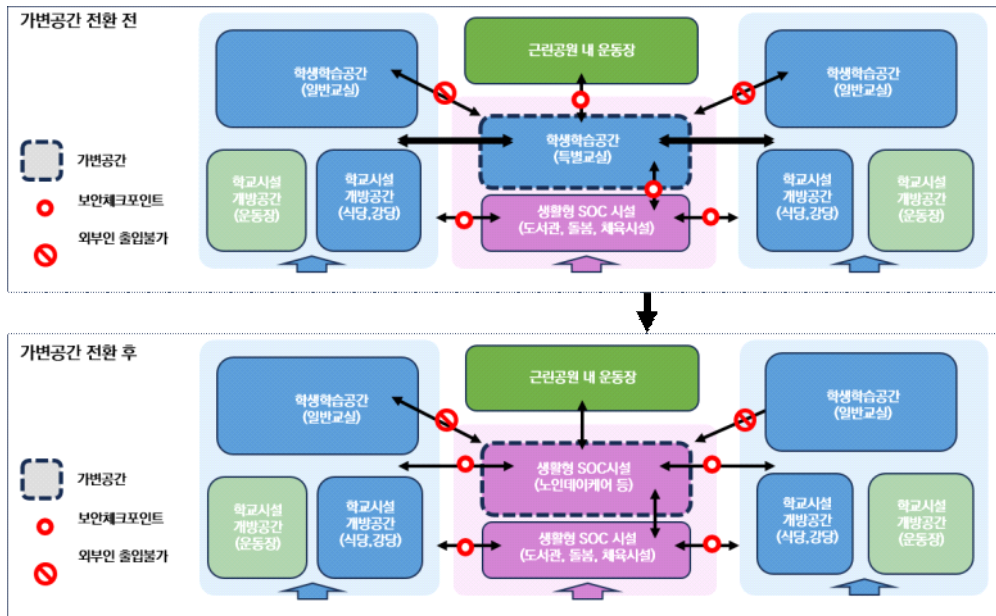 가변공간 전환 전
가변공간
보안체크포인트
외부인 출입불가
학생학습공간
(일반교실)
학교시설
개방공간
(운동장)
학교시설
개방공간
(식당,강당)
근린공원 내 운동장
학생학습공간
(특별교실)
생활형 SOC 시설
(도서관, 돌봄, 체육시설)
학생학습공간
(일반교실)
학교시설
개방공간
(식당,강당)
학교시설
개방공간
(운동장)
가변공간 전환 후
가변공간
보안체크포인트
외부인 출입불가
학생학습공간
(일반교실)
학교시설
개방공간
(운동장)
학교시설
개방공간
(식당,강당)
근린공원 내 운동장
생활형 SOC시설
(노인데이케어 등)
생활형 SOC 시설
(도서관, 돌봄, 체육시설)
학생학습공간
(일반교실)
학교시설
개방공간
(식당,강당)
학교시설
개방공간
(운동장)